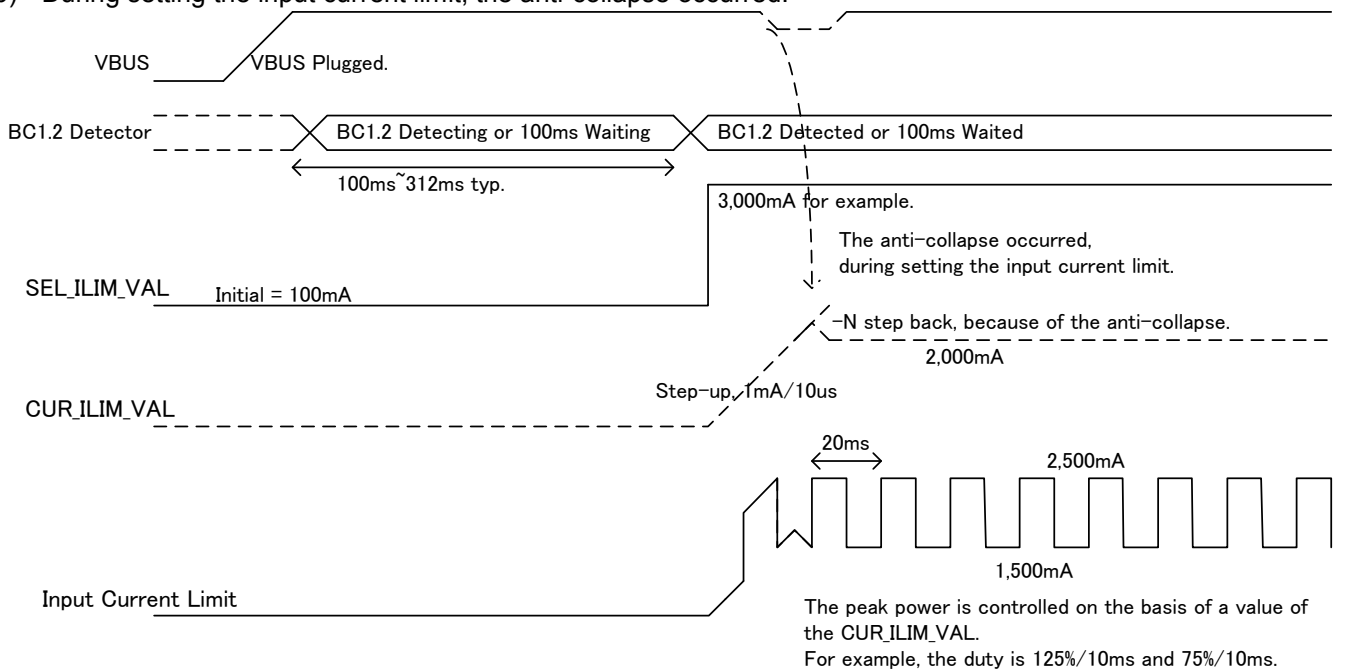 During setting the input current limit, the anti-collapse occurred.
VBUS
VBUS Plugged.
BC1.2 Detector
BC1.2 Detecting or 100ms Waiting
BC1.2 Detected or 100ms Waited
100ms~312ms typ.
3,000mA for example.
The anti-collapse occurred,
during setting the input current limit.
SEL_ILIM_VAL
Initial = 100mA
-N step back, because of the anti-collapse.
2,000mA
Step-up, 1mA/10us
CUR_ILIM_VAL
20ms
2,500mA
1,500mA
Input Current Limit
The peak power is controlled on the basis of a value of
the CUR_ILIM_VAL.
For example, the duty is 125%/10ms and 75%/10ms.